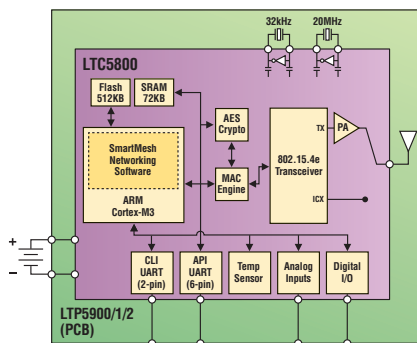 32kHz
20MHz
LTC5800
Flash
512KB
SRAM
72KB
AES
Crypto
TX
PA
SmartMesh
Networking
Software
802.15.4e
Transceiver
MAC
Engine
ARM
Cortex-M3
ICX
+
–
CLI
UART
(2-pin)
API
UART
(6-pin)
Temp
Sensor
Analog
Inputs
Digital
I/O
LTP5900/1/2
(PCB)